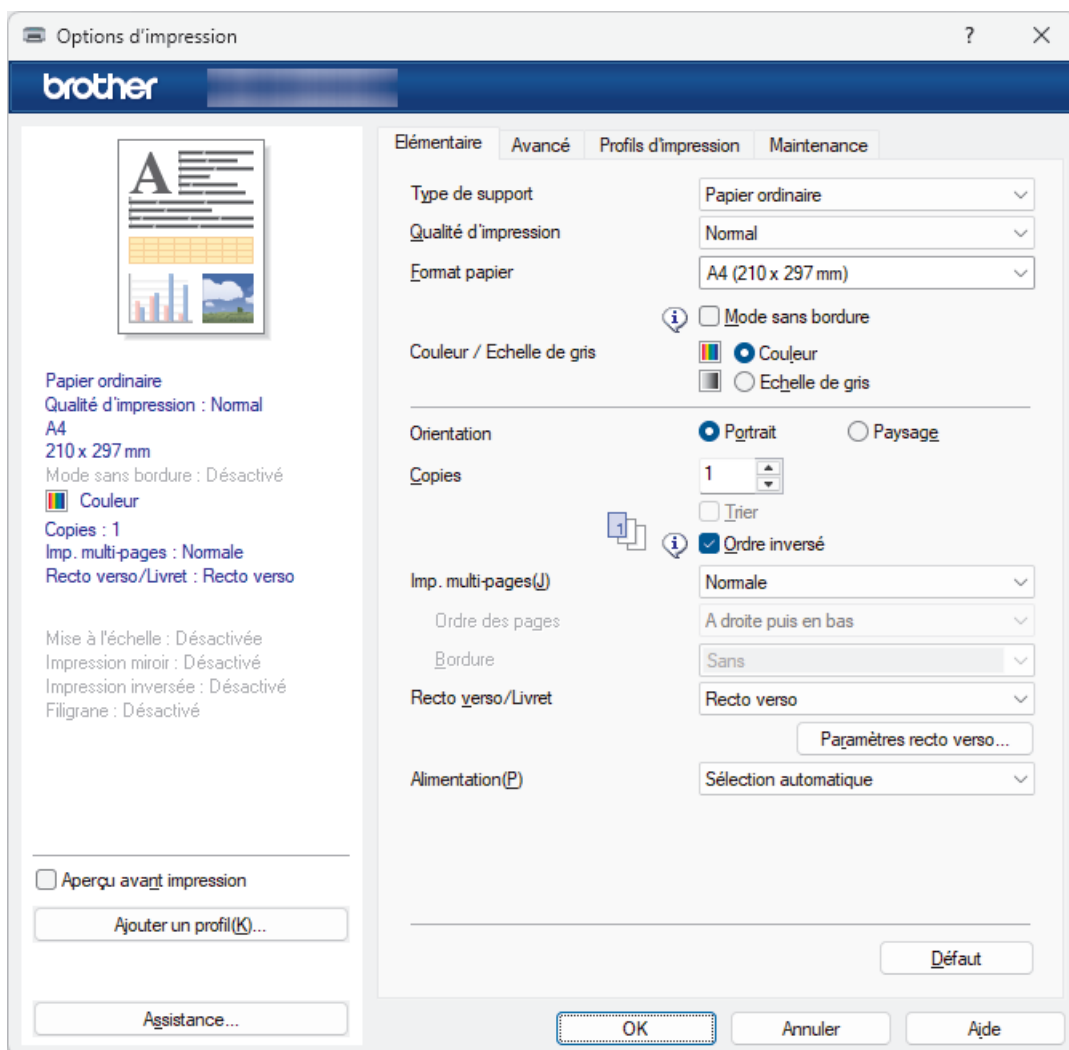 Options d'impression
?
brother
A
Papier ordinaire
Qualité d'impression : Normal
A4
210 x 297 mm
Mode sans bordure : Désactivé
Couleur
Copies : 1
Imp. multi-pages : Normale
Recto verso/Livret : Recto verso
Mise à l'échelle : Désactivée
Impression miroir : Désactivé
Impression inversée : Désactivé
Filigrane : Désactivé
Aperçu avant impression
Ajouter un profil(K)...
Assistance...
Elémentaire Avancé Profils d'impression Maintenance
Type de support Papier ordinaire
Qualité d'impression Normal
Format papier A4 (210 x 297 mm)
Mode sans bordure
Couleur / Echelle de gris Couleur
Echelle de gris
Orientation Portrait Paysage
Copies 1
Trier
1 Ordre inversé
Imp. multi-pages(J) Normale
Ordre des pages A droite puis en bas
Bordure Sans
Recto verso/Livret Recto verso
Paramètres recto verso...
Alimentation(P) Sélection automatique
Défaut
OK Annuler Aide